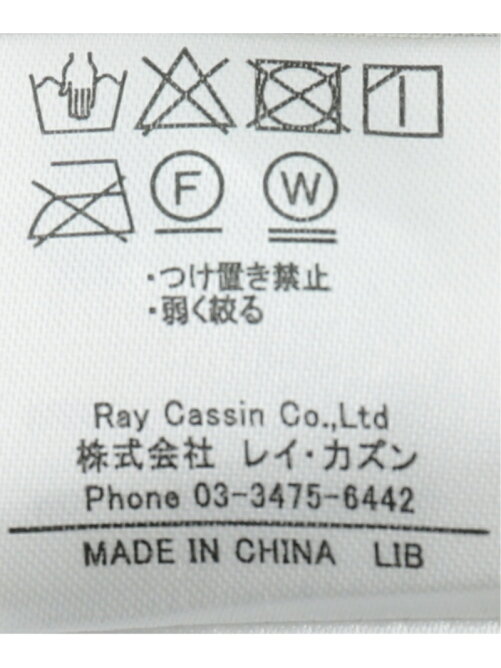 F W
・つけ置き禁止
・弱く絞る
Ray Cassin Co.,Ltd
株式会社 レイ・カズン
Phone 03-3475-6442
MADE IN CHINA LIB